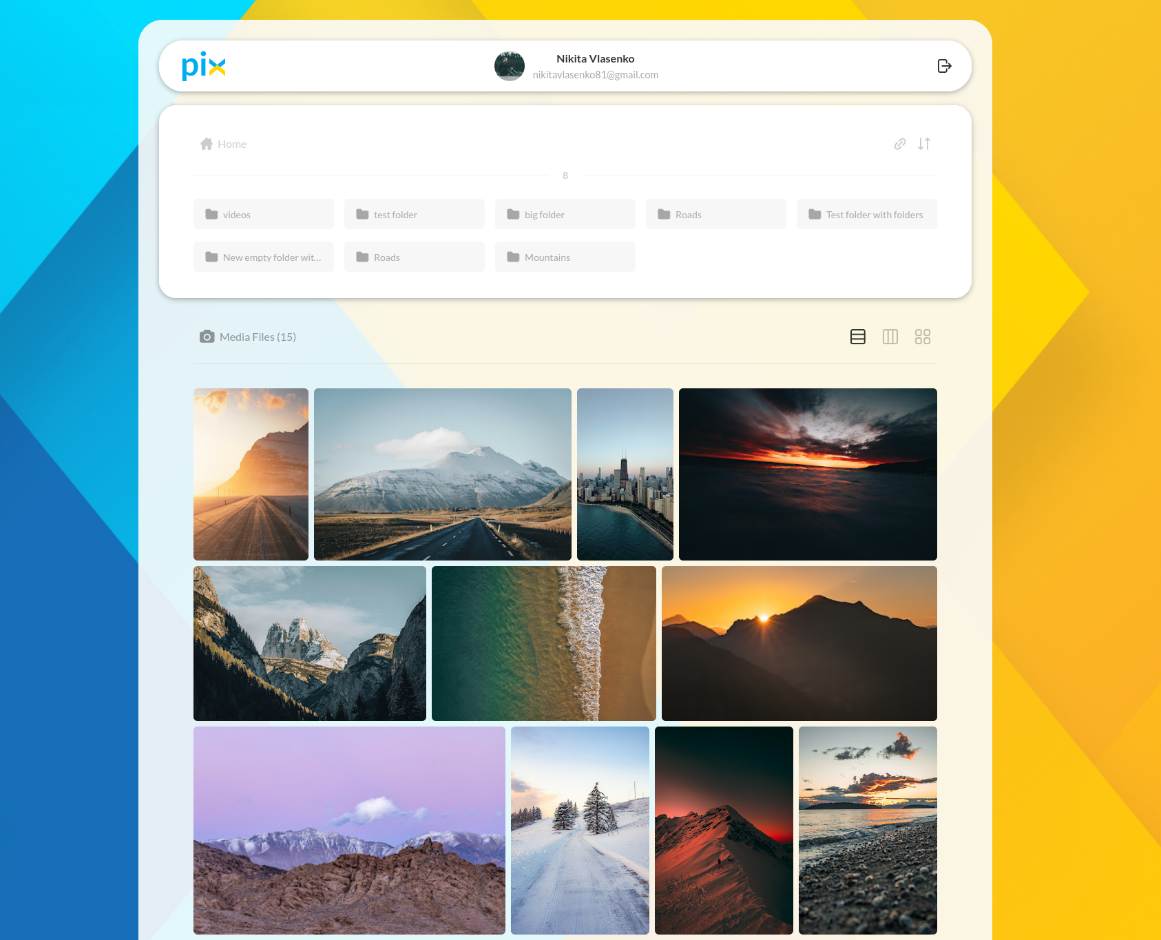 pix
Nikita Vlasenko
nikitavlasenko81@gmail.com
Home
8
videos
test folder
big folder
Roads
Test folder with folders
New empty folder wit...
Roads
Mountains
Media Files (15)